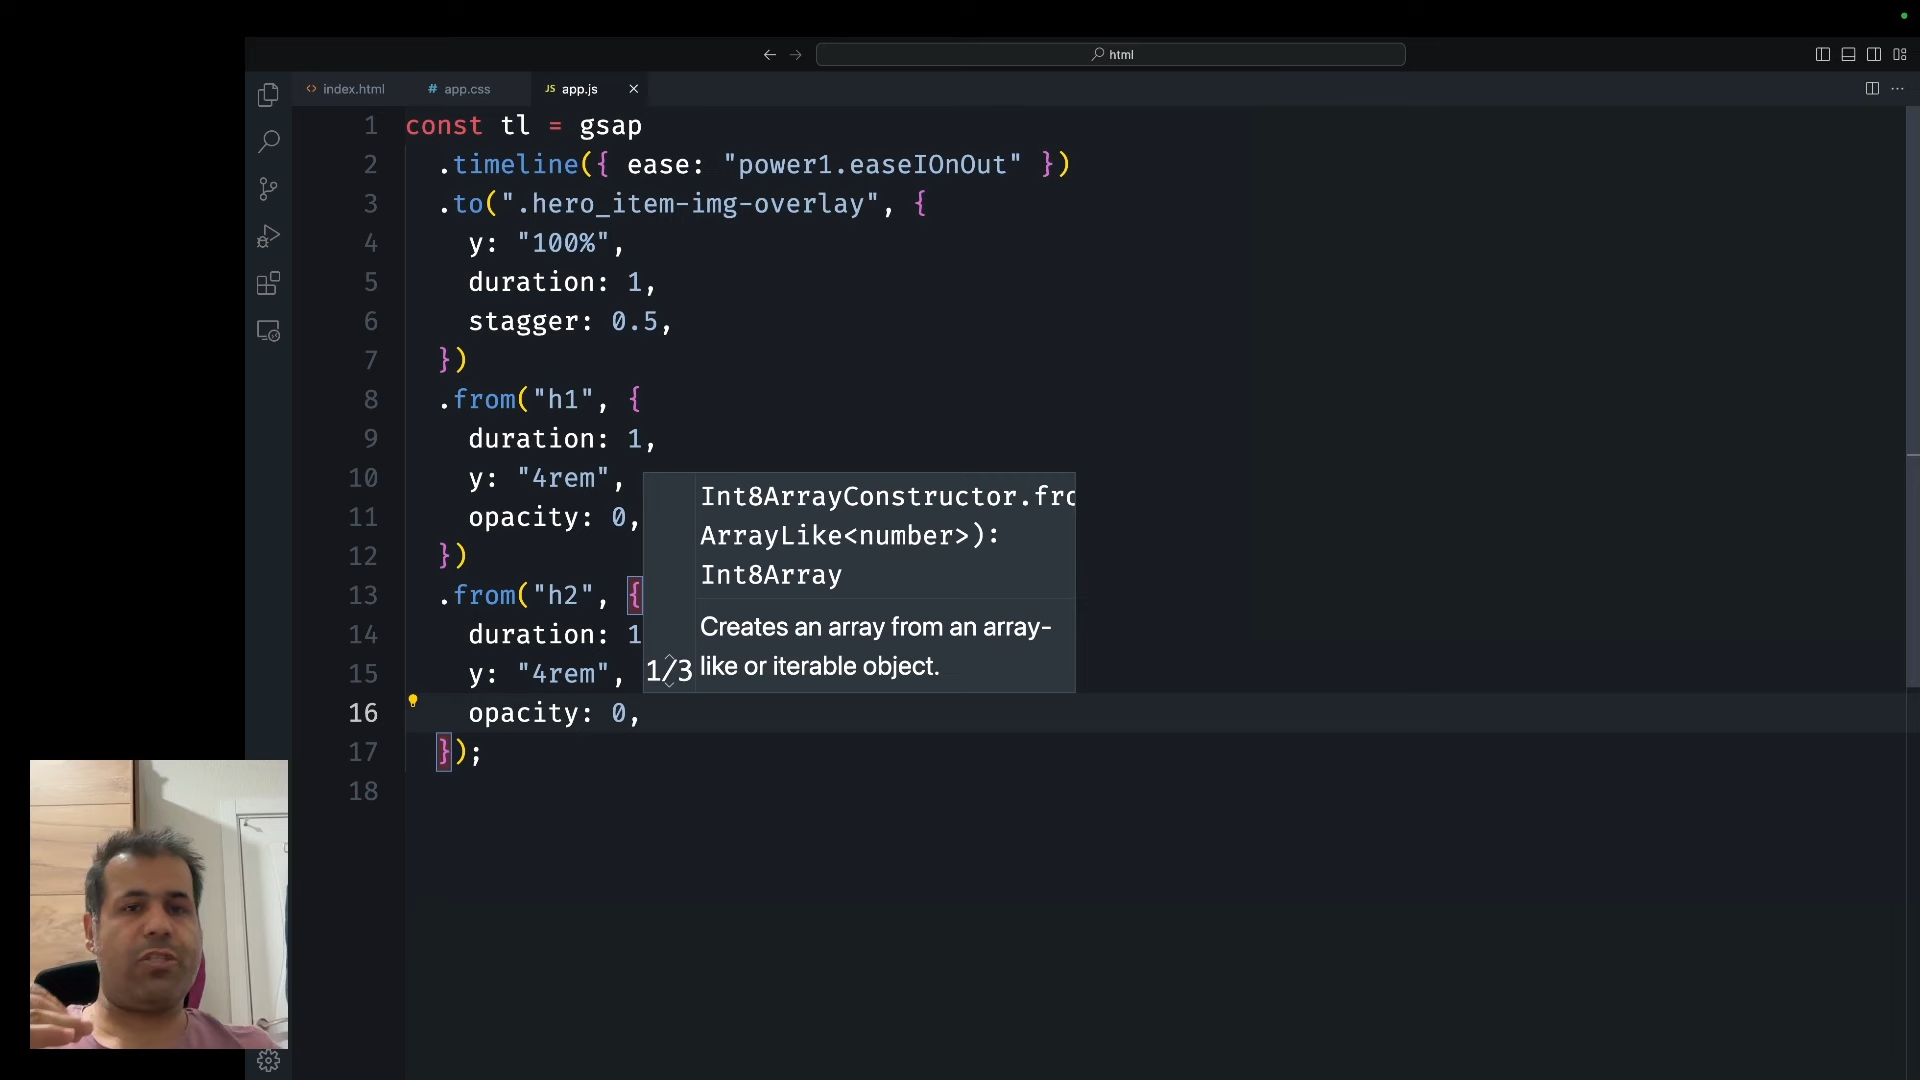 html
index.html
# app.css
JS app.js
1 const tl = gsap
2 .timeline({ ease: "power1.easeIOnOut" })
3 .to(".hero_item-img-overlay", {
4 y: "100%",
5 duration: 1,
6 stagger: 0.5,
7 })
8 .from("h1", {
9 duration: 1,
10 y: "4rem",
11 opacity: 0,
12 })
13 .from("h2", {
14 duration: 1
15 y: "4rem",
16 opacity: 0,
17 });
18
Int8ArrayConstructor.fro
ArrayLike<number>):
Int8Array
Creates an array from an array-
1/3 like or iterable object.